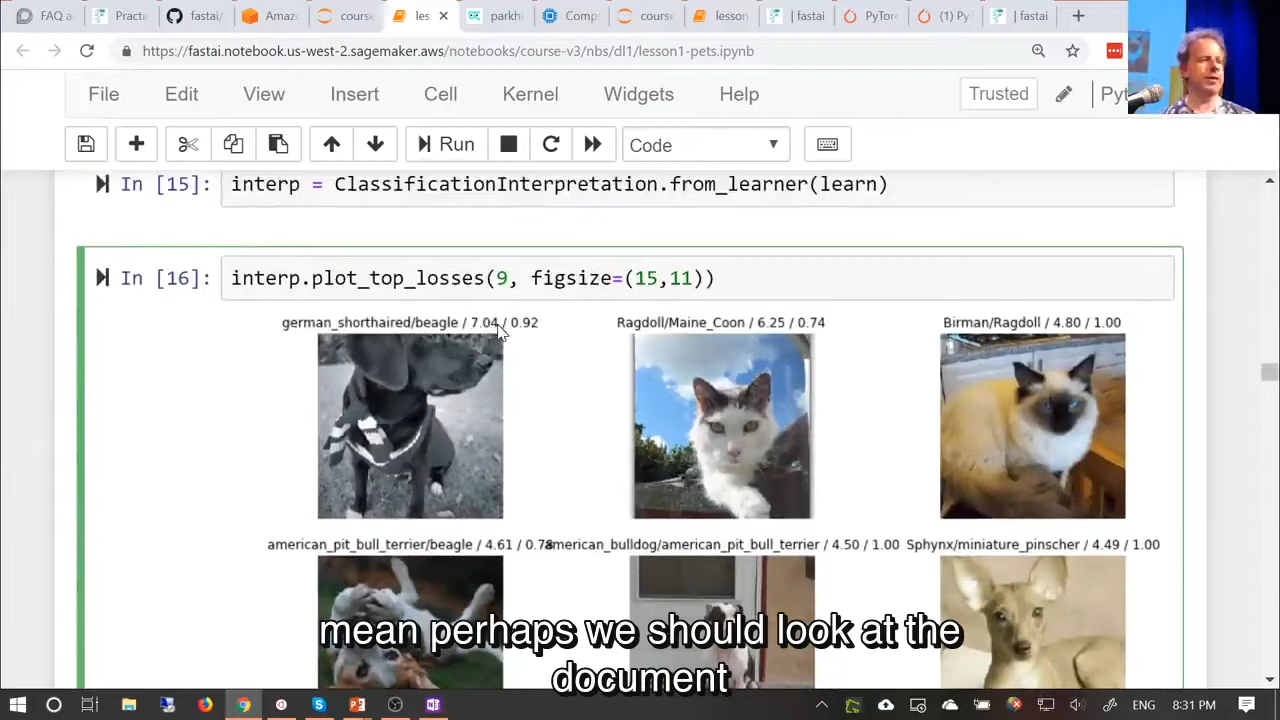 FAQ a
Practi
fastai/
Amaz
course
les
parkh
Comp
course
lesson
| fastai
PyTor
(1) Py
| fastai
https://fastai.notebook.us-west-2.sagemaker.aws/notebooks/course-v3/nbs/dl1/lesson1-pets.ipynb
File Edit View Insert Cell Kernel Widgets Help Trusted Pyt
Run Code
In [15]: interp = ClassificationInterpretation.from_learner(learn)
In [16]: interp.plot_top_losses(9, figsize=(15,11))
german_shorthaired/beagle / 7.04 / 0.92
Ragdoll/Maine_Coon / 6.25 / 0.74
Birman/Ragdoll / 4.80 / 1.00
american_pit_bull_terrier/beagle / 4.61 / 0.78
american_bulldog/american_pit_bull_terrier / 4.50 / 1.00
Sphynx/miniature_pinscher / 4.49 / 1.00
mean perhaps we should look at the
document
ENG 8:31 PM